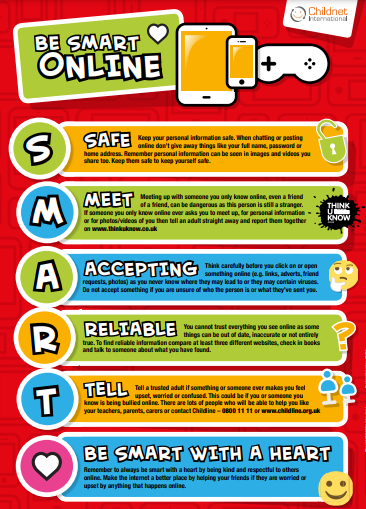 Childnet
International
BE SMART
ONLINE
S
SAFE Keep your personal information safe. When chatting or posting
online don't give away things like your full name, password or
home address. Remember personal information can be seen in images and videos you
share too. Keep them safe to keep yourself safe.
M
MEET Meeting up with someone you only know online, even a friend
of a friend, can be dangerous as this person is still a stranger.
If someone you only know online ever asks you to meet up, for personal information
or for photos/videos of you then tell an adult straight away and report them together
on www.thinkuknow.co.uk
THINK
U
KNOW
A
ACCEPTING Think carefully before you click on or open
something online (e.g. links, adverts, friend
requests, photos) as you never know where they may lead to or they may contain viruses.
Do not accept something if you are unsure of who the person is or what they've sent you.
R
RELIABLE You cannot trust everything you see online as some
things can be out of date, inaccurate or not entirely
true. To find reliable information compare at least three different websites, check in books
and talk to someone about what you have found.
T
TELL Tell a trusted adult if something or someone ever makes you feel
upset, worried or confused. This could be if you or someone you
know is being bullied online. There are lots of people who will be able to help you like
your teachers, parents, carers or contact Childline – 0800 11 11 or www.childline.org.uk
BE SMART WITH A HEART
Remember to always be smart with a heart by being kind and respectful to others
online. Make the internet a better place by helping your friends if they are worried or
upset by anything that happens online.